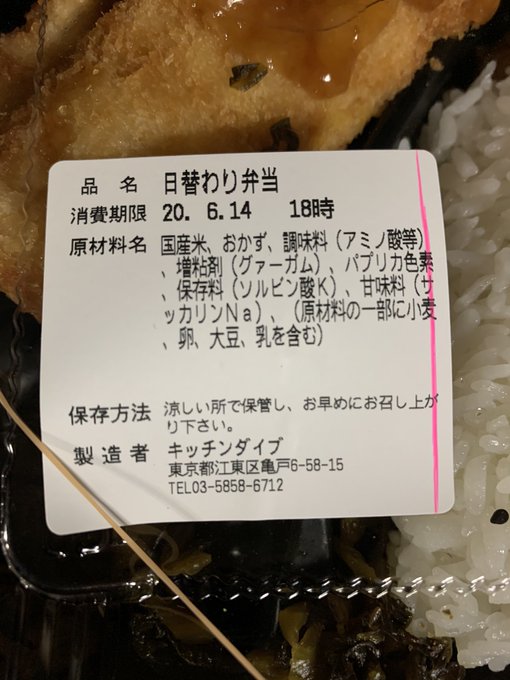 品名 日替わり弁当
消費期限 20. 6.14 18時
原材料名 国産米、おかず、調味料（アミノ酸等）
、増粘剤（グァーガム）、パプリカ色素
、保存料（ソルビン酸K）、甘味料（サ
ッカリンNa）、（原材料の一部に小麦
、卵、大豆、乳を含む）
保存方法 涼しい所で保管し、お早めにお召し上が
り下さい。
製造者 キッチンダイブ
東京都江東区亀戸6-58-15
TEL03-5858-6712